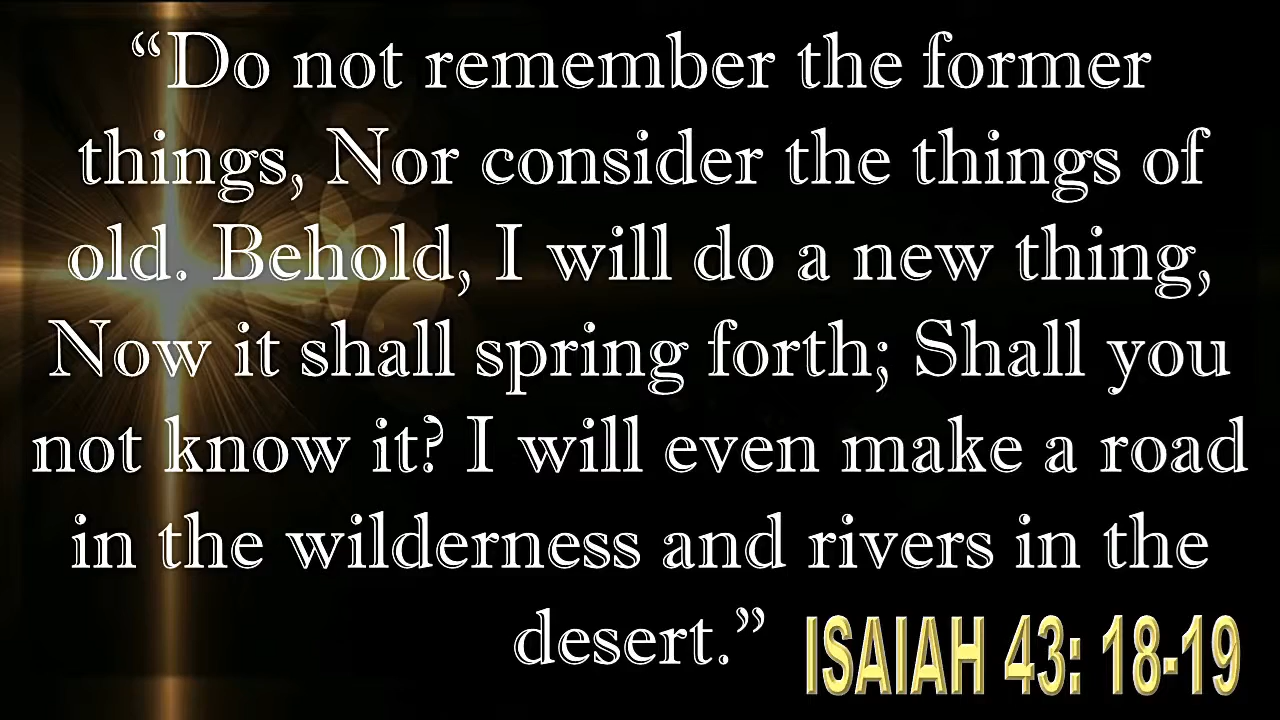 “Do not remember the former
things, Nor consider the things of
old. Behold, I will do a new thing,
Now it shall spring forth; Shall you
not know it? I will even make a road
in the wilderness and rivers in the
desert.”
ISAIAH 43: 18-19